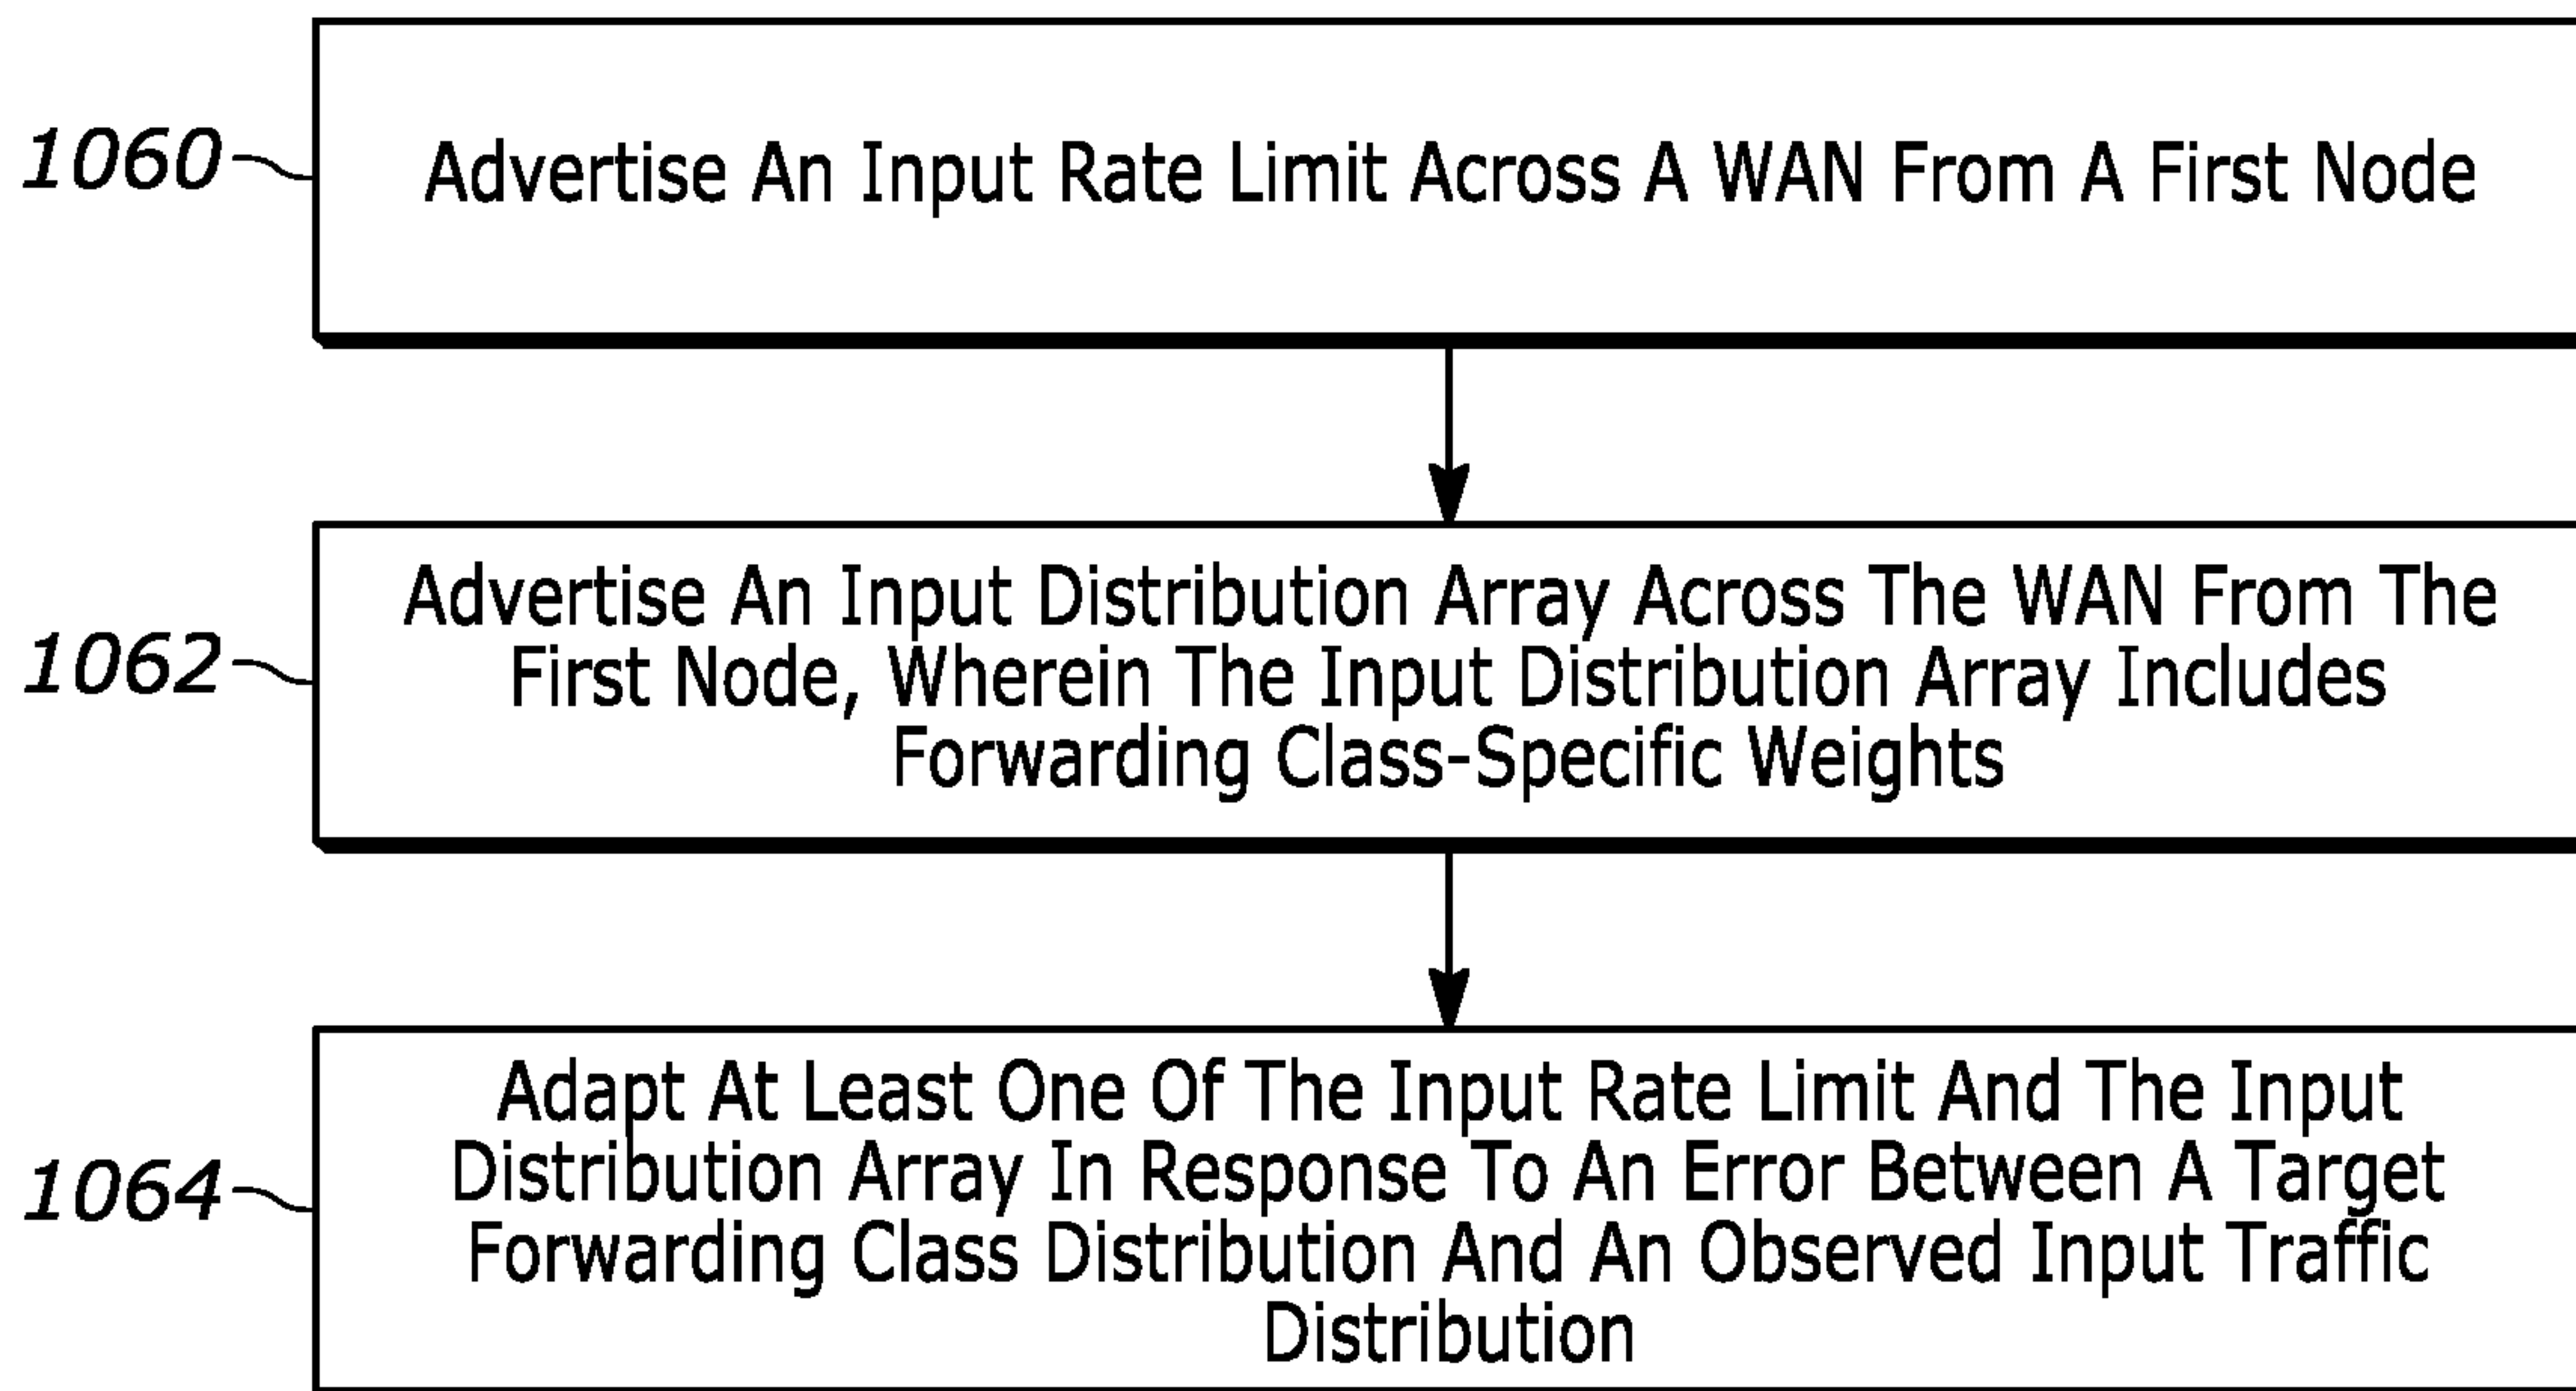 1060
Advertise An Input Rate Limit Across A WAN From A First Node
1062
Advertise An Input Distribution Array Across The WAN From The
First Node, Wherein The Input Distribution Array Includes
Forwarding Class-Specific Weights
1064
Adapt At Least One Of The Input Rate Limit And The Input
Distribution Array In Response To An Error Between A Target
Forwarding Class Distribution And An Observed Input Traffic
Distribution